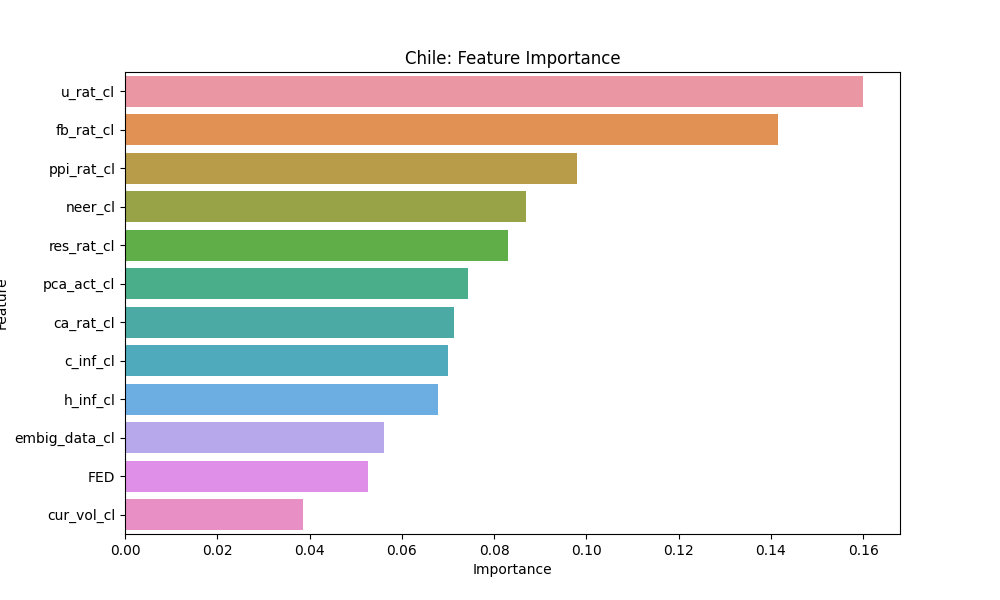 Chile: Feature Importance
Feature
u_rat_cl
fb_rat_cl
ppi_rat_cl
neer_cl
res_rat_cl
pca_act_cl
ca_rat_cl
c_inf_cl
h_inf_cl
embig_data_cl
FED
cur_vol_cl
0.00 0.02 0.04 0.06 0.08 0.10 0.12 0.14 0.16
Importance